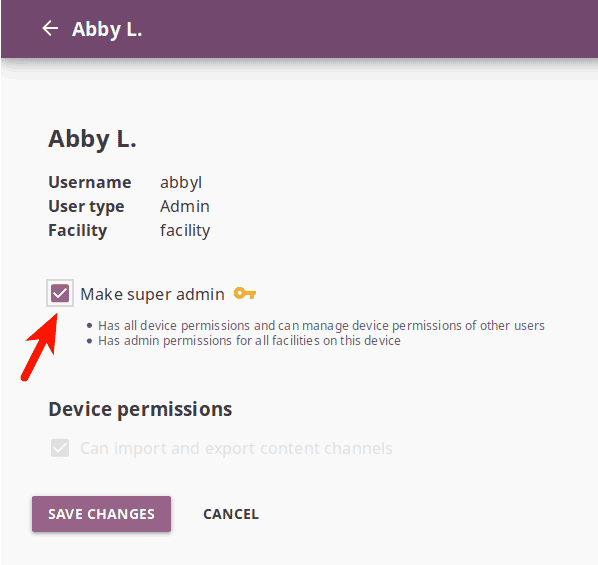 Abby L.
Abby L.
Username abbyl
User type Admin
Facility facility
Make super admin
• Has all device permissions and can manage device permissions of other users
• Has admin permissions for all facilities on this device
Device permissions
Can import and export content channels
SAVE CHANGES CANCEL